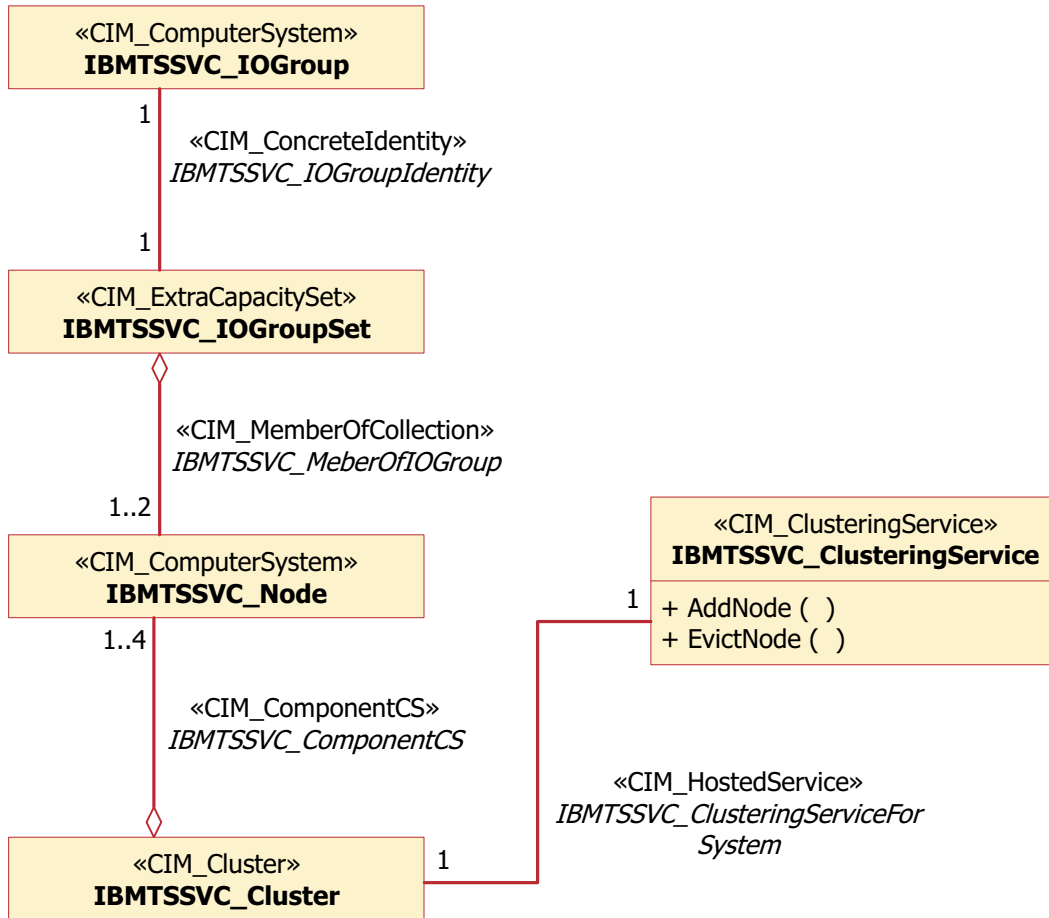 «CIM_ComputerSystem»
IBMTSSVC_IOGroup
1
«CIM_ConcreteIdentity»
IBMTSSVC_IOGroupIdentity
1
«CIM_ExtraCapacitySet»
IBMTSSVC_IOGroupSet
«CIM_MemberOfCollection»
IBMTSSVC_MeberOfIOGroup
1..2
«CIM_ComputerSystem»
IBMTSSVC_Node
1..4
«CIM_ClusteringService»
IBMTSSVC_ClusteringService
1
+ AddNode ( )
+ EvictNode ( )
«CIM_ComponentCS»
IBMTSSVC_ComponentCS
«CIM_HostedService»
IBMTSSVC_ClusteringServiceFor
System
«CIM_Cluster»
IBMTSSVC_Cluster
1